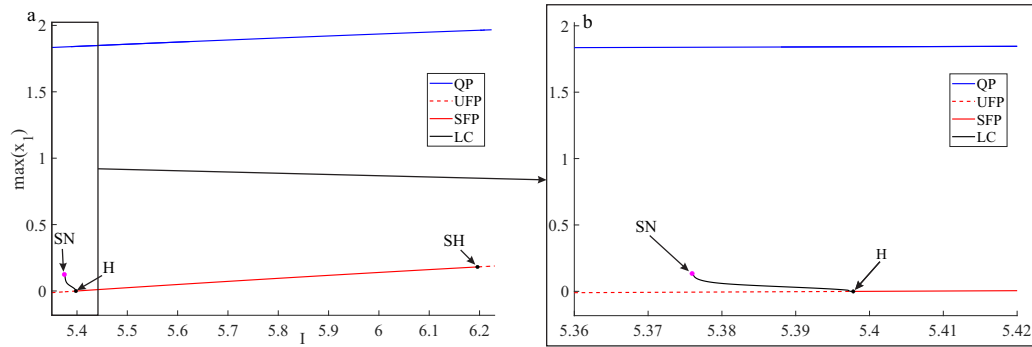 a
max(x1)
2
1.5
1
0.5
0
QP
UFP
SFP
LC
SN
H
SH
5.4 5.5 5.6 5.7 5.8 5.9 6 6.1 6.2
I
b
2
1.5
1
0.5
0
QP
UFP
SFP
LC
SN
H
5.36 5.37 5.38 5.39 5.4 5.41 5.42